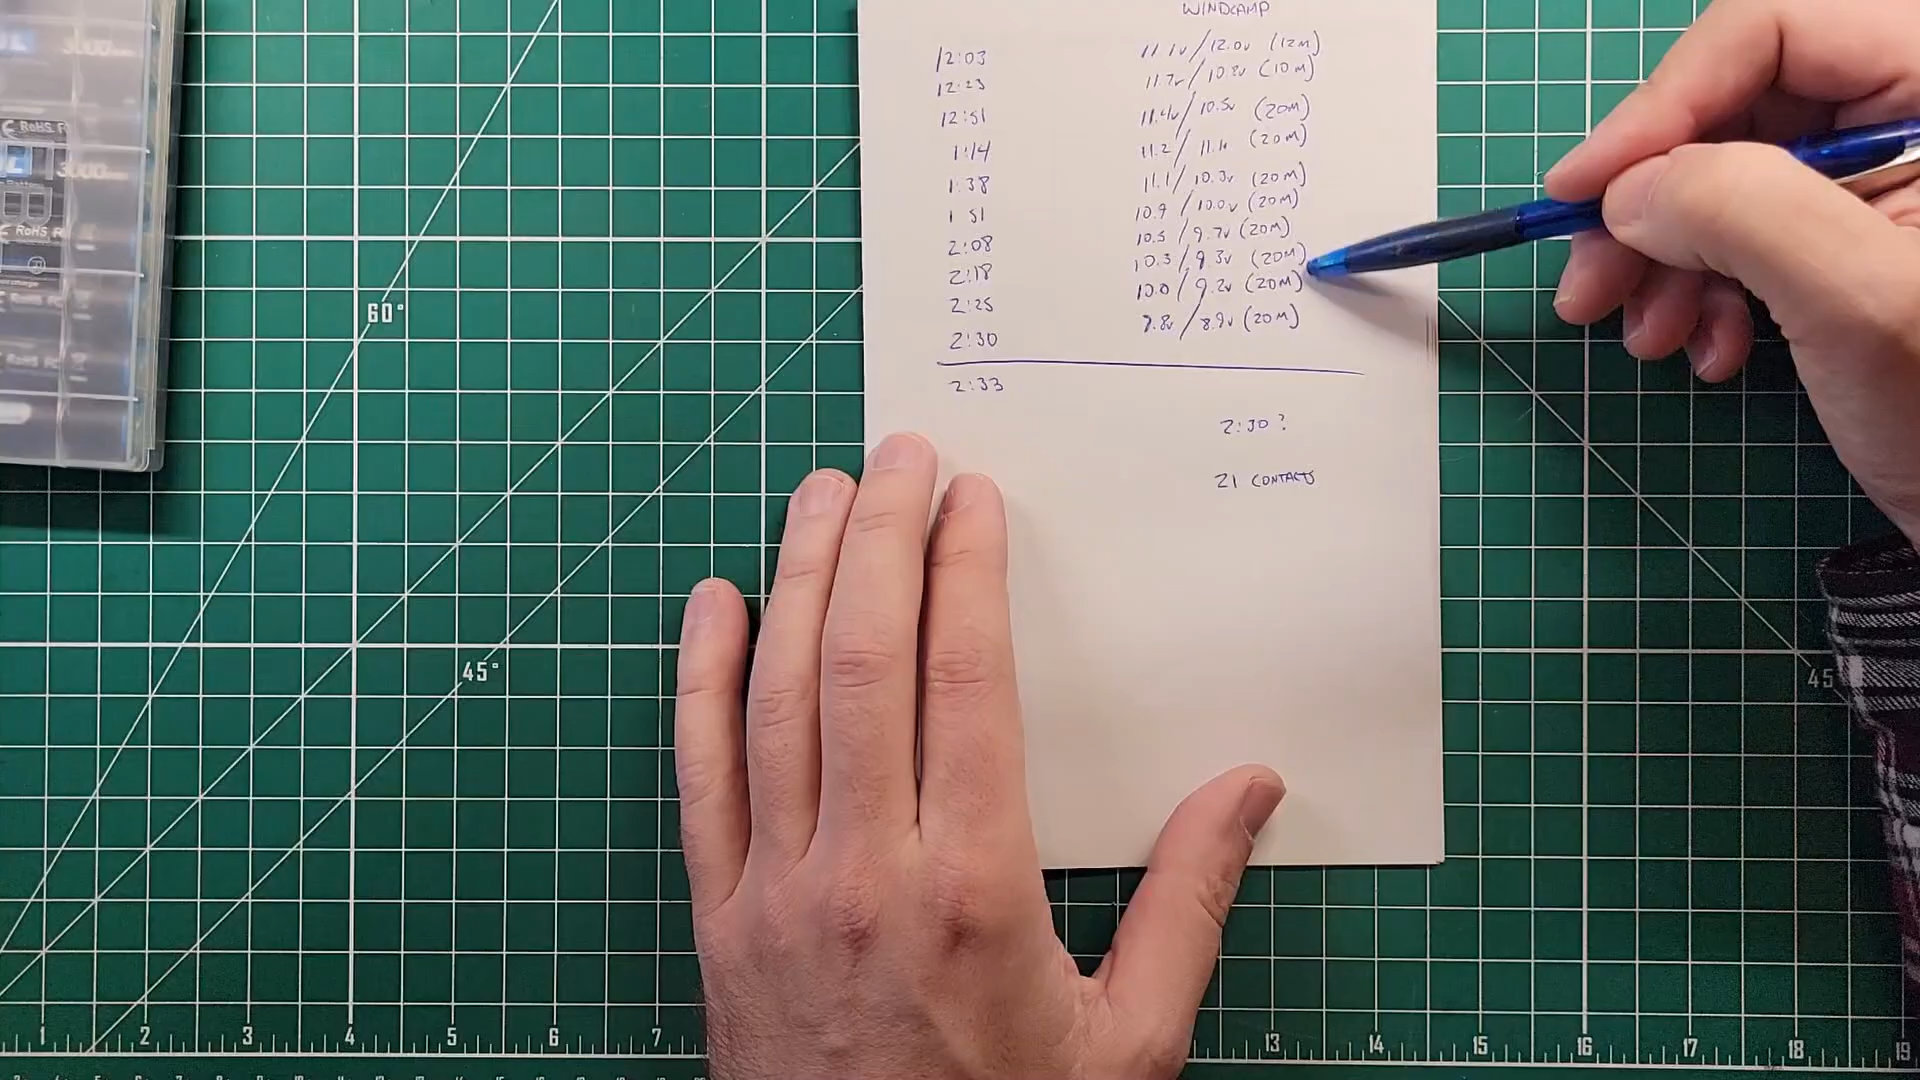 WINDCAMP
12:03 11.1v/12.0v (12M)
12:23 11.7v/10.8v (10M)
12:51 11.4v/10.5v (20M)
1:14 11.2/11.4 (20M)
1:38 11.1/10.3v (20M)
1 51 10.9/10.0v (20M)
2:08 10.5/9.7v (20M)
2:18 10.3/9.3v (20M)
2:25 10.0/9.2v (20M)
2:30 9.8v/8.9v (20M)
2:33
2:30?
21 CONTACTS
3000
RoHS
3000
RoHS
60°
45°
45
1 2 3 4 5 6 7 13 14 15 16 17 18 19